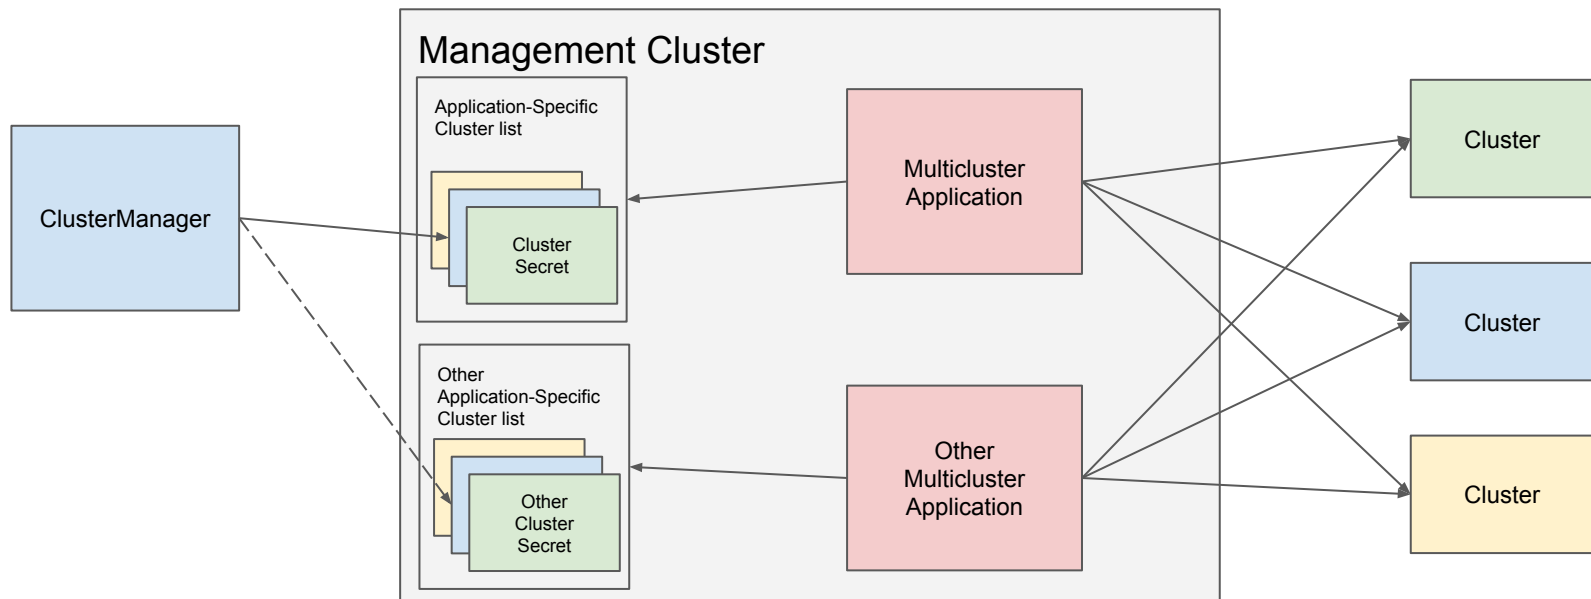 Management Cluster
Application-Specific
Cluster list
Cluster
Secret
ClusterManager
Multicluster
Application
Cluster
Cluster
Other
Application-Specific
Cluster list
Other
Cluster
Secret
Other
Multicluster
Application
Cluster